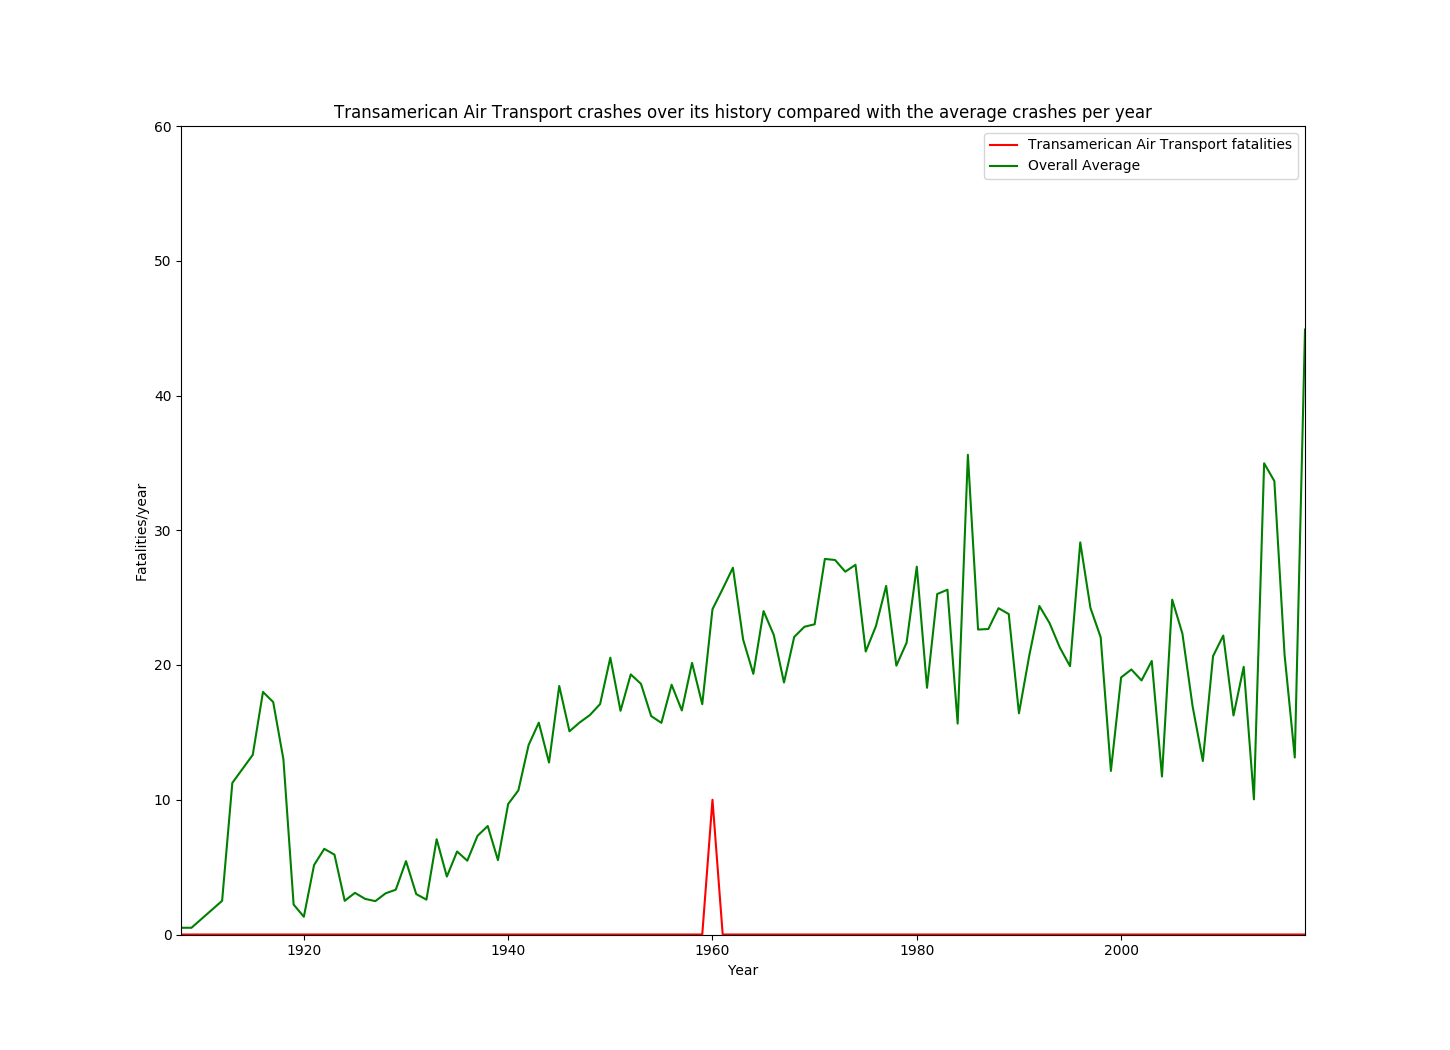 Transamerican Air Transport crashes over its history compared with the average crashes per year
Transamerican Air Transport fatalities
Overall Average
60
50
40
30
20
10
0
Fatalities/year
1920 1940 1960 1980 2000
Year